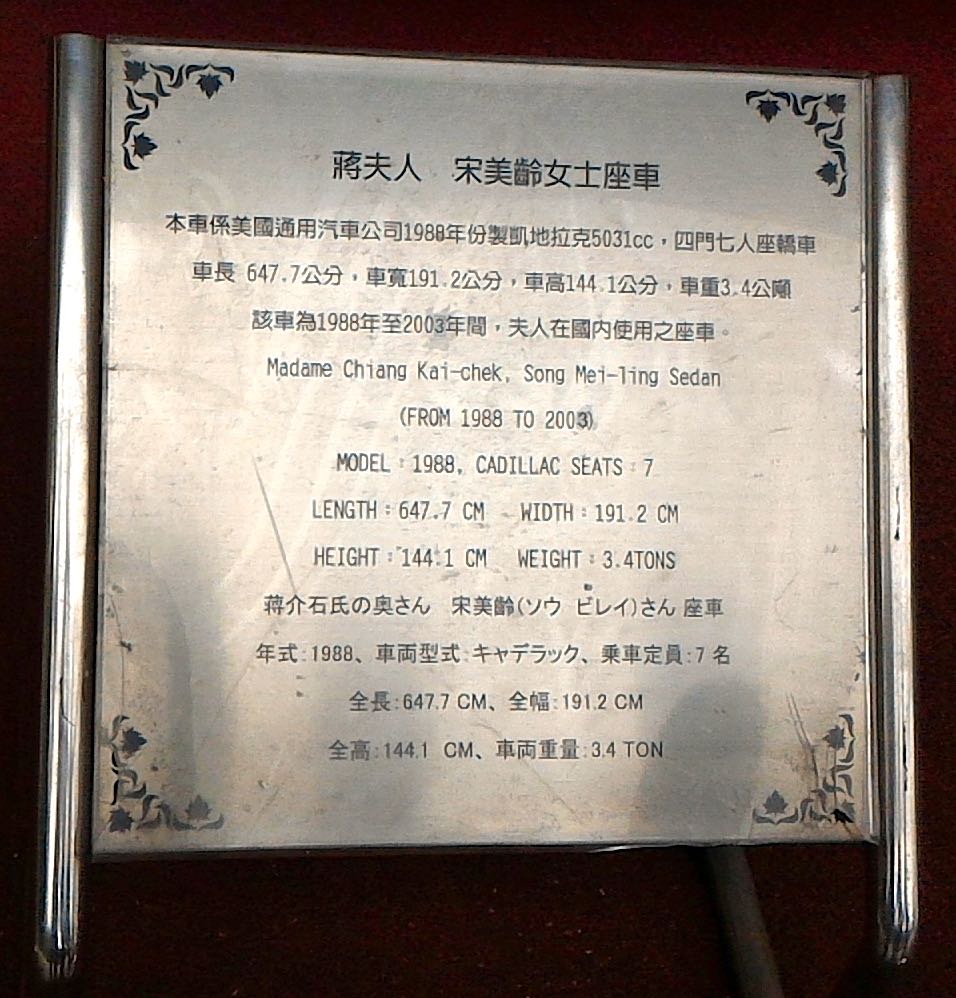 蔣夫人　宋美齡女士座車
本車係美國通用汽車公司1988年份製凱地拉克5031cc，四門七人座轎車
車長 647.7公分，車寬191.2公分，車高144.1公分，車重3.4公噸
該車為1988年至2003年間，夫人在國內使用之座車。
Madame Chiang Kai-chek, Song Mei-ling Sedan
(FROM 1988 TO 2003)
MODEL：1988, CADILLAC SEATS：7
LENGTH：647.7 CM　WIDTH：191.2 CM
HEIGHT：144.1 CM　WEIGHT：3.4TONS
蒋介石氏の奥さん　宋美齢(ソウ ビレイ)さん 座車
年式:1988、車両型式:キャデラック、乗車定員:7 名
全長:647.7 CM、全幅:191.2 CM
全高:144.1 CM、車両重量:3.4 TON